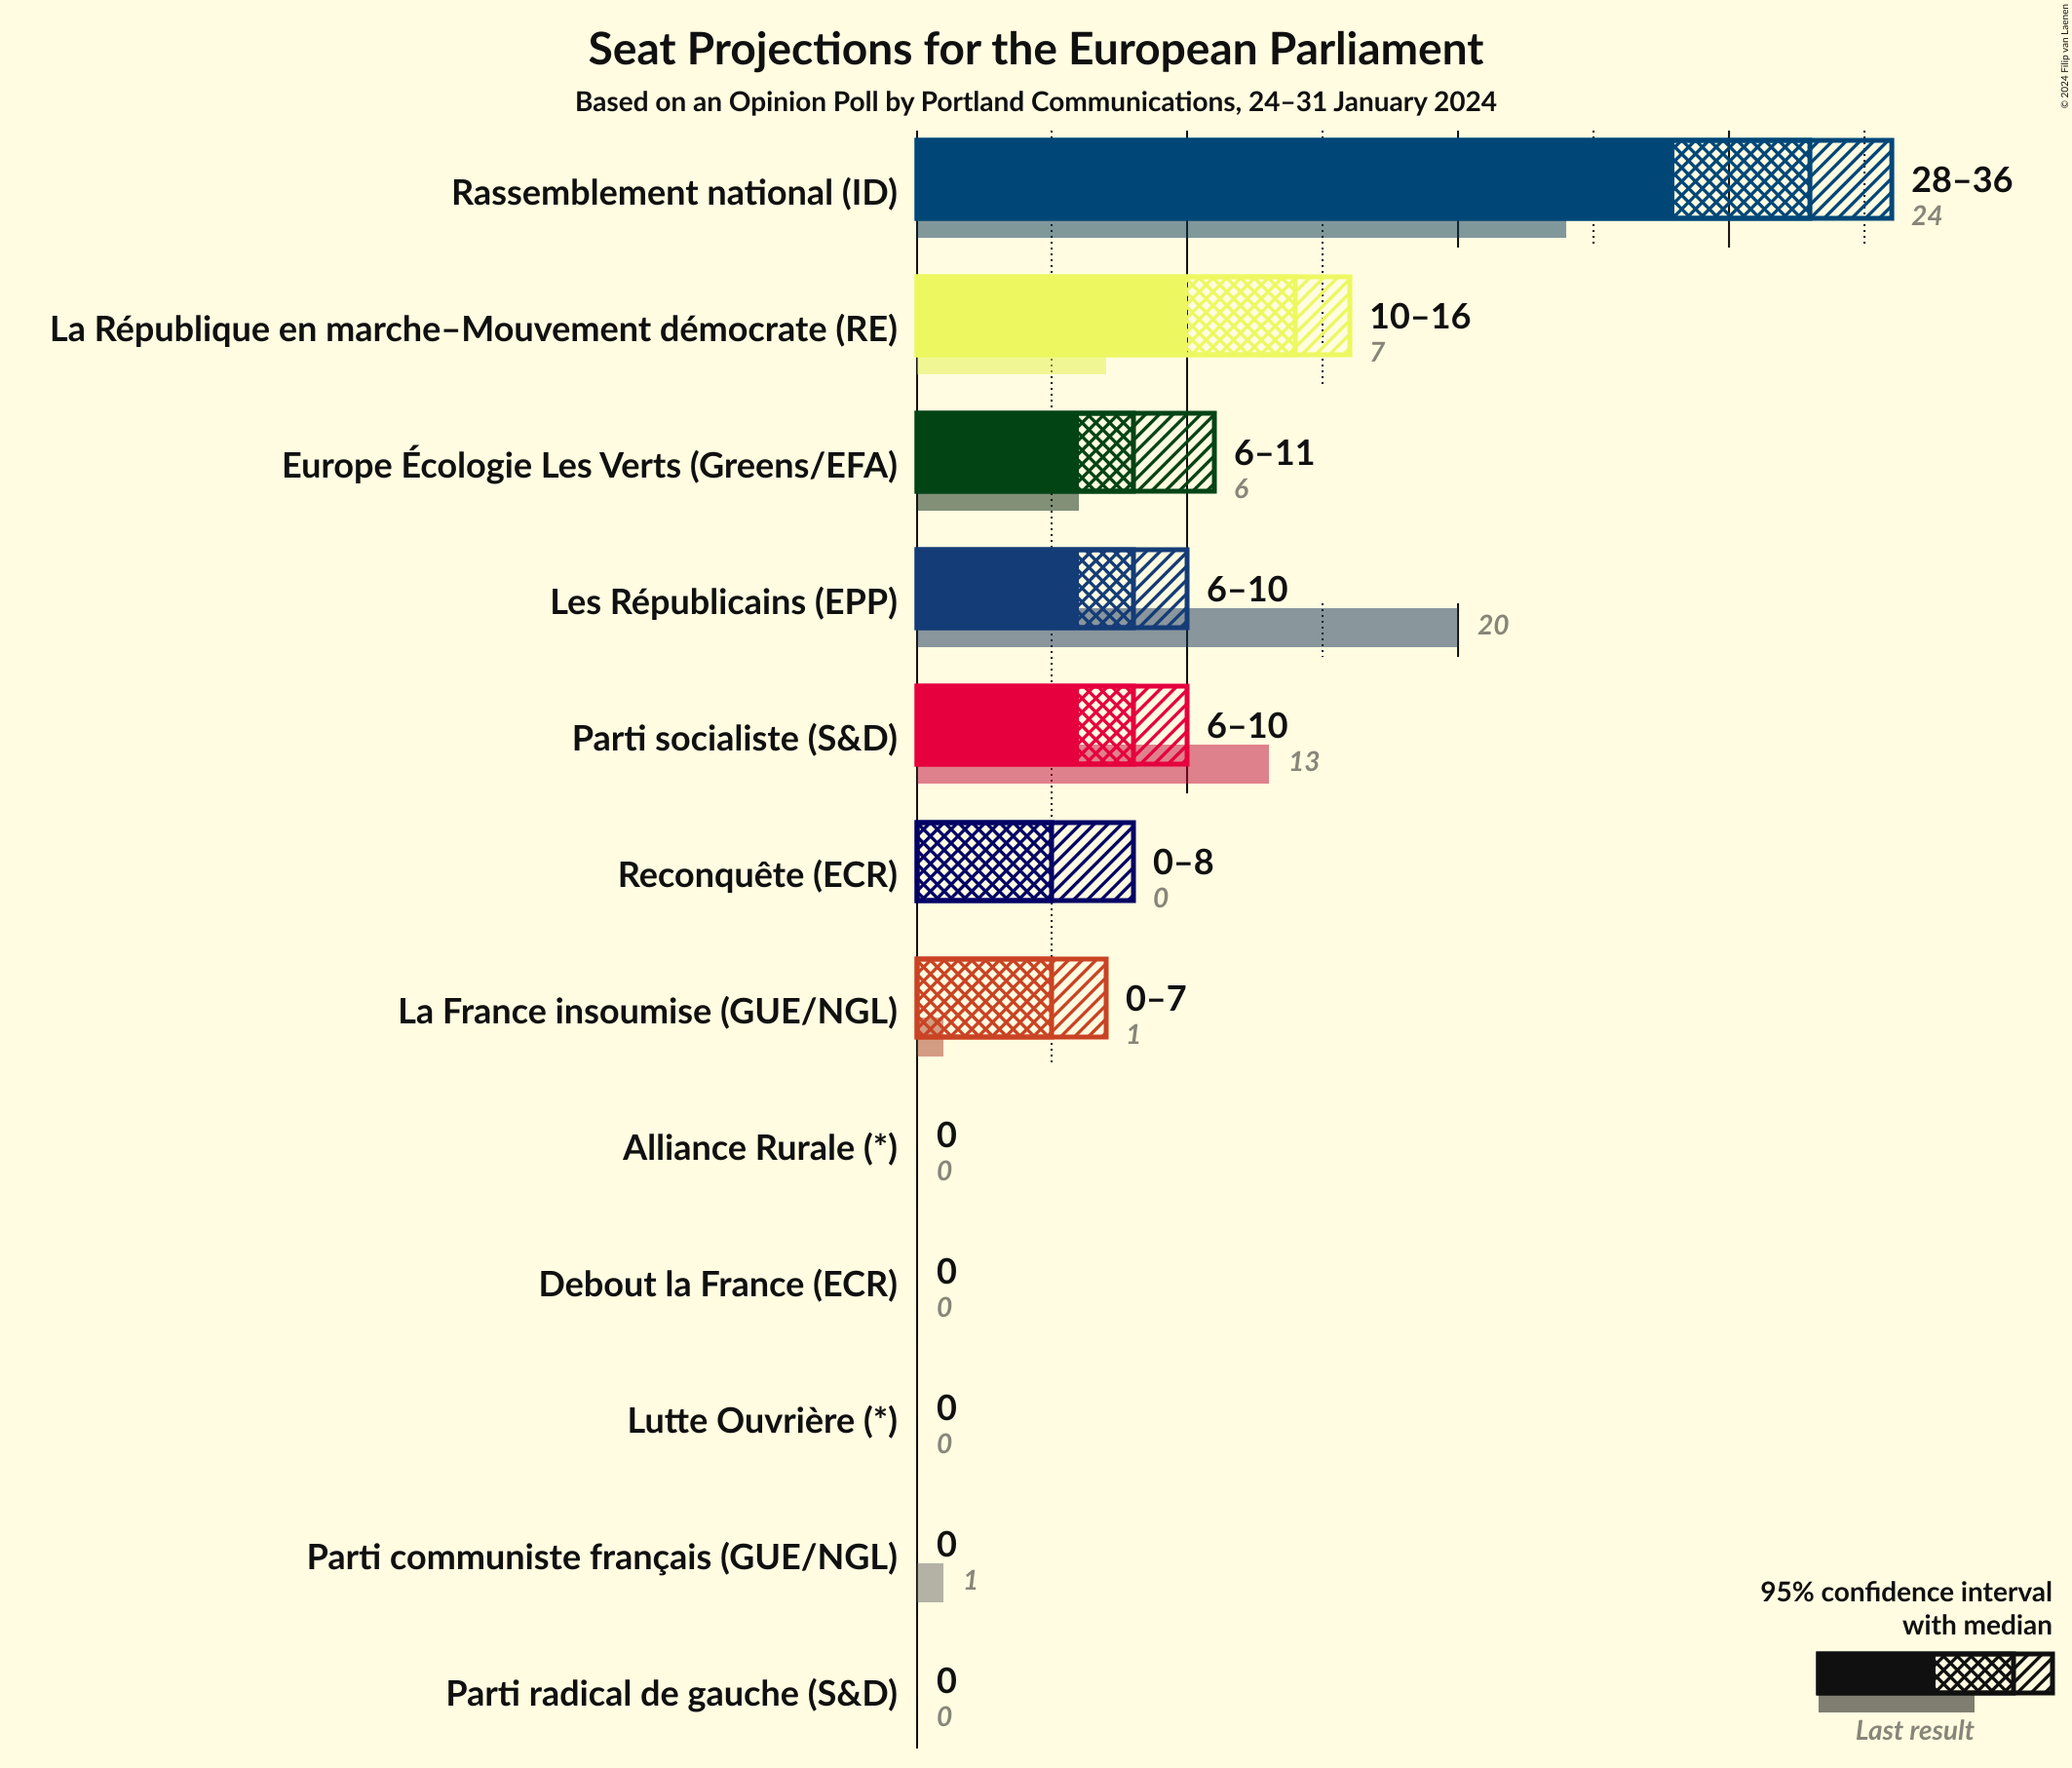 Seat Projections for the European Parliament
Based on an Opinion Poll by Portland Communications, 24–31 January 2024
© 2024 Filip van Laenen
Rassemblement national (ID)
28–36
24
La République en marche–Mouvement démocrate (RE)
10–16
7
Europe Écologie Les Verts (Greens/EFA)
6–11
6
Les Républicains (EPP)
6–10
20
Parti socialiste (S&D)
6–10
13
Reconquête (ECR)
0–8
0
La France insoumise (GUE/NGL)
0–7
1
Alliance Rurale (*)
0
0
Debout la France (ECR)
0
0
Lutte Ouvrière (*)
0
0
Parti communiste français (GUE/NGL)
0
1
Parti radical de gauche (S&D)
0
0
95% confidence interval
with median
Last result